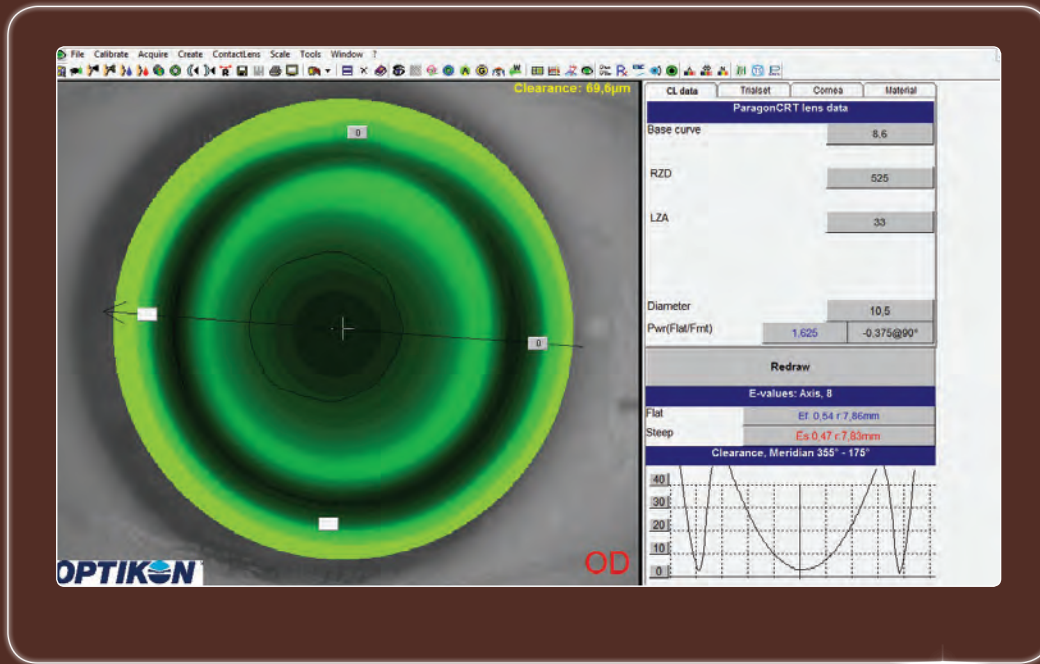 File Calibrate Acquire Create ContactLens Scale Tools Window ?
Clearance: 69,6µm
CL data Trialset Cornea Material
ParagonCRT lens data
Base curve 8.6
RZD 525
LZA 33
Diameter 10,5
Pwr(Flat/Frnt) 1,625 -0.375@90°
Redraw
E-values: Axis, 8
Flat Ef: 0,54 r:7,86mm
Steep Es 0,47 r:7,83mm
Clearance, Meridian 355° - 175°
40
30
20
10
0
0
0
OD
OPTIKON